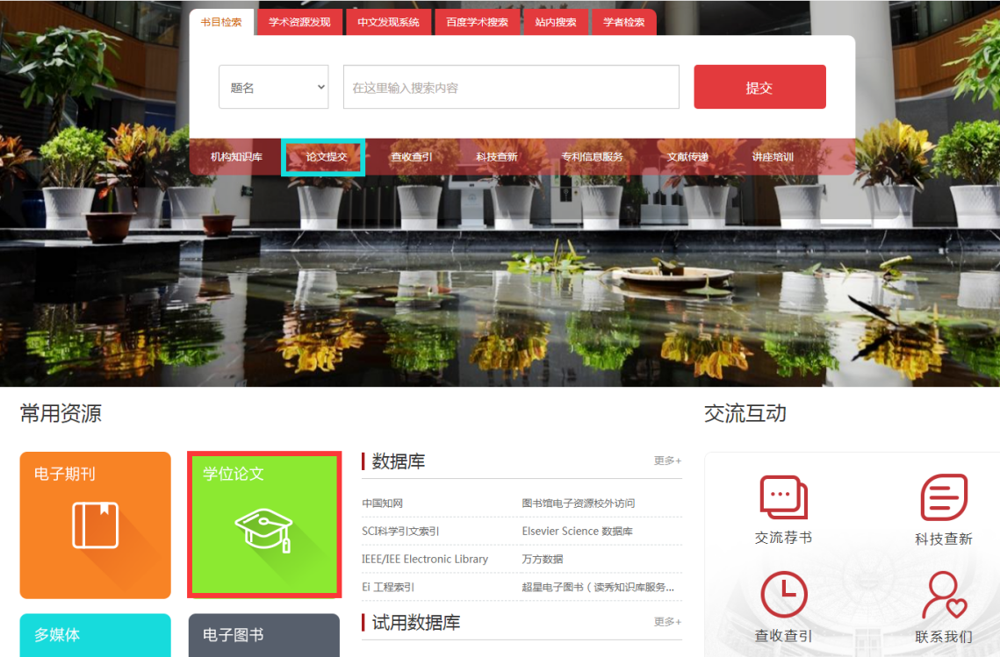 书目检索 学术资源发现 中文发现系统 百度学术搜索 站内搜索 学者检索
题名 在这里输入搜索内容 提交
机构知识库 论文提交 查收查引 科技查新 专利信息服务 文献传递 讲座培训
常用资源
电子期刊
学位论文
多媒体
电子图书
数据库 更多+
中国知网 图书馆电子资源校外访问
SCI科学引文索引 Elsevier Science 数据库
IEEE/IEE Electronic Library 万方数据
Ei 工程索引 超星电子图书（读秀知识库服务...
试用数据库 更多+
交流互动
交流荐书 科技查新
查收查引 联系我们